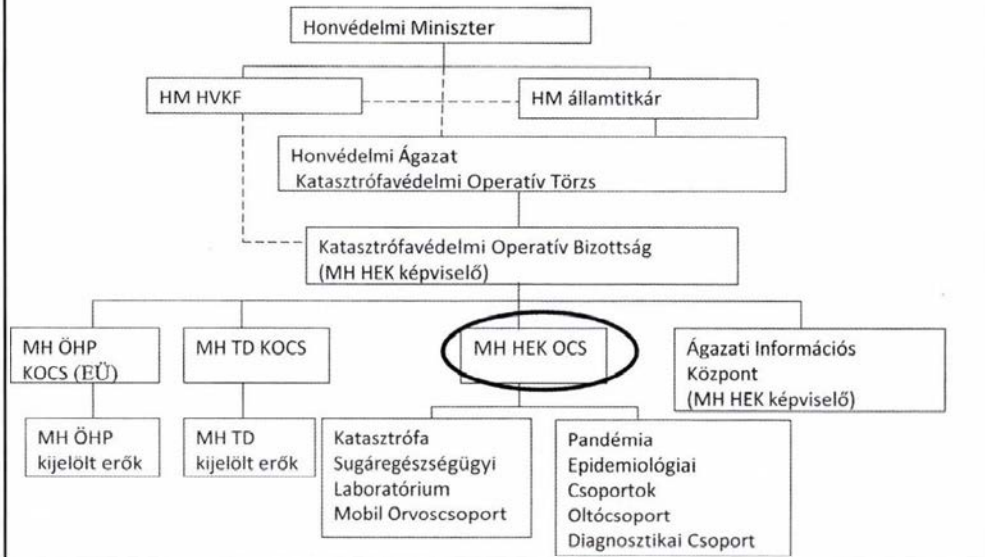 Honvédelmi Miniszter
HM HVKF
HM államtitkár
Honvédelmi Ágazat
Katasztrófavédelmi Operatív Törzs
Katasztrófavédelmi Operatív Bizottság
(MH HEK képviselő)
MH ÖHP
KOCS (EÜ)
MH TD KOCS
MH HEK OCS
Ágazati Információs
Központ
(MH HEK képviselő)
MH ÖHP
kijelölt erők
MH TD
kijelölt erők
Katasztrófa
Sugáregészségügyi
Laboratórium
Mobil Orvoscsoport
Pandémia
Epidemiológiai
Csoportok
Oltócsoport
Diagnosztikai Csoport